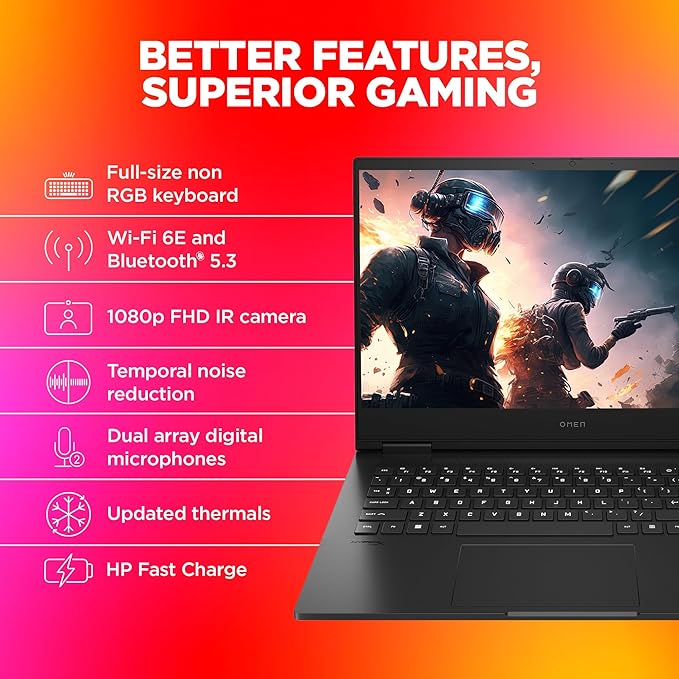 BETTER FEATURES,
SUPERIOR GAMING
Full-size non
RGB keyboard
Wi-Fi 6E and
Bluetooth® 5.3
1080p FHD IR camera
Temporal noise
reduction
2
Dual array digital
microphones
Updated thermals
HP Fast Charge
OMEN
Q W E R T Y U I O P
A S D F G H J K L
Z X C V B N M